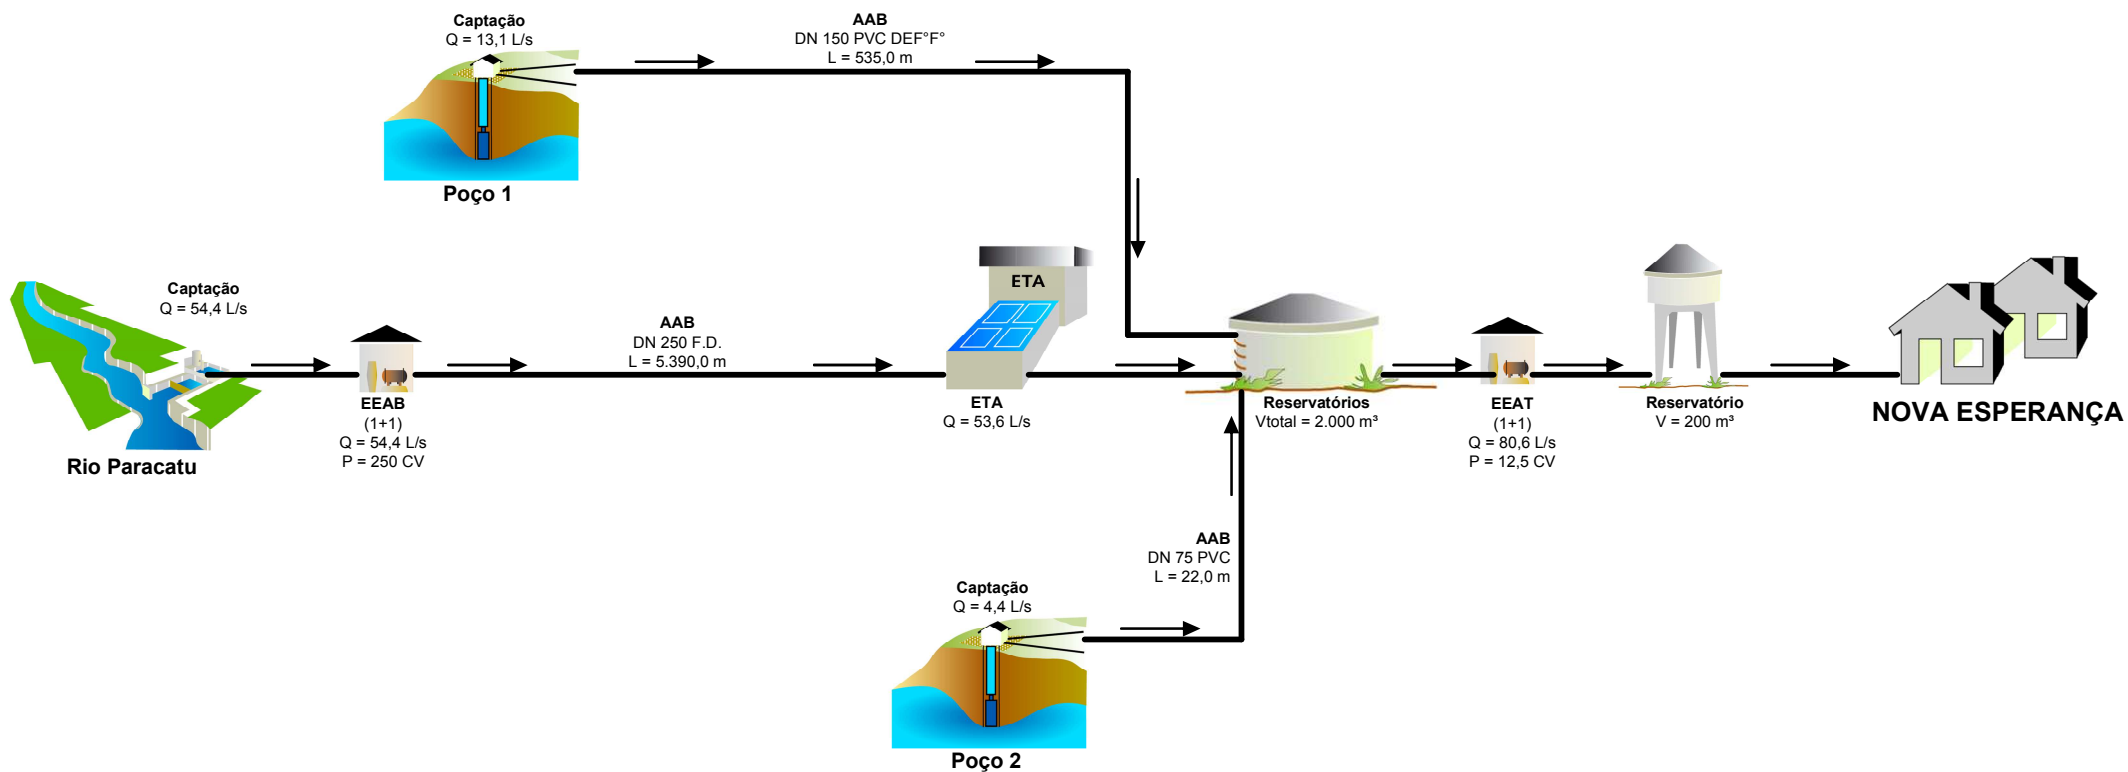 Captação
Q = 13,1 L/s
Poço 1
AAB
DN 150 PVC DEF°F°
L = 535,0 m
Captação
Q = 54,4 L/s
Rio Paracatu
EEAB
(1+1)
Q = 54,4 L/s
P = 250 CV
AAB
DN 250 F.D.
L = 5.390,0 m
ETA
ETA
Q = 53,6 L/s
Reservatórios
Vtotal = 2.000 m³
EEAT
(1+1)
Q = 80,6 L/s
P = 12,5 CV
Reservatório
V = 200 m³
NOVA ESPERANÇA
AAB
DN 75 PVC
L = 22,0 m
Captação
Q = 4,4 L/s
Poço 2